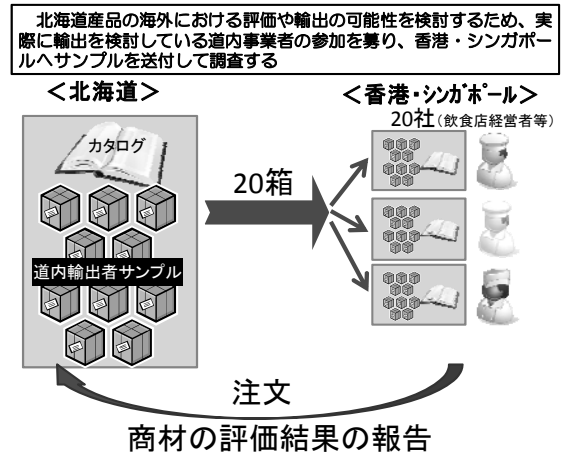 北海道産品の海外における評価や輸出の可能性を検討するため、実
際に輸出を検討している道内事業者の参加を募り、香港・シンガポー
ルへサンプルを送付して調査する
＜北海道＞
＜香港・シンガポール＞
20社(飲食店経営者等)
カタログ
20箱
道内輸出者サンプル
注文
商材の評価結果の報告